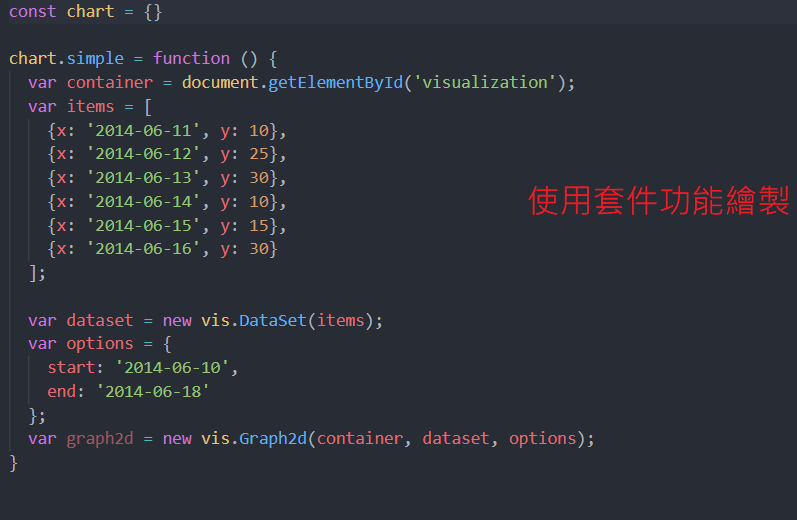 const chart = {}
chart.simple = function () {
var container = document.getElementById('visualization');
var items = [
{x: '2014-06-11', y: 10},
{x: '2014-06-12', y: 25},
{x: '2014-06-13', y: 30},
{x: '2014-06-14', y: 10},
{x: '2014-06-15', y: 15},
{x: '2014-06-16', y: 30}
];
使用套件功能繪製
var dataset = new vis.DataSet(items);
var options = {
start: '2014-06-10',
end: '2014-06-18'
};
var graph2d = new vis.Graph2d(container, dataset, options);
}